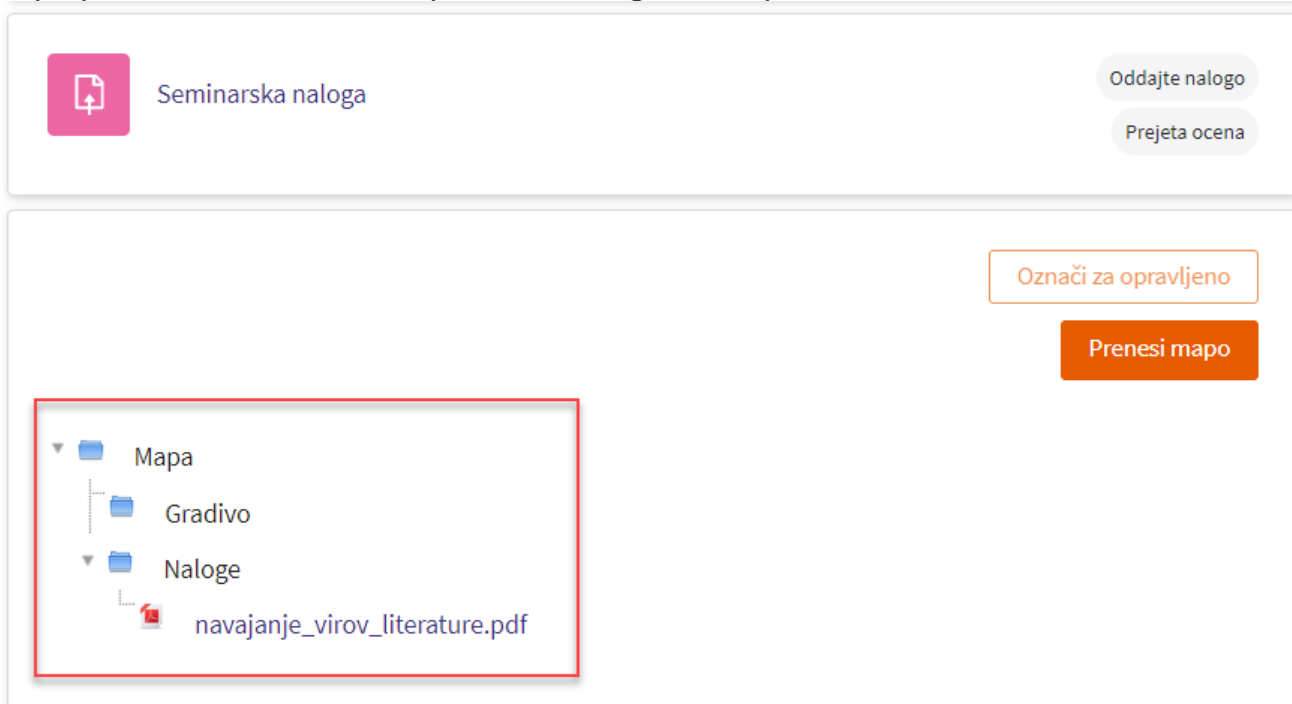 Seminarska naloga
Oddajte nalogo
Prejeta ocena
Označi za opravljeno
Prenesi mapo
Mapa
Gradivo
Naloge
navajanje_virov_literature.pdf